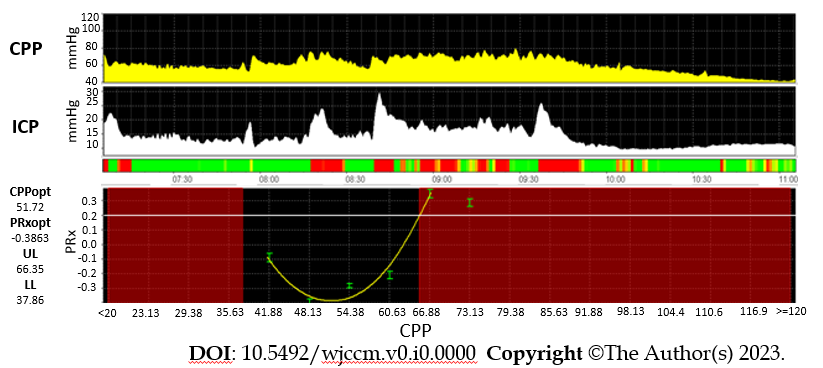 CPP
mmHg
120
100
80
60
40
ICP
mmHg
30
25
20
15
10
07:30 08:00 08:30 09:00 09:30 10:00 10:30 11:00
CPPopt
51.72
PRxopt
-0.3863
UL
66.35
LL
37.86
PRx
0.3
0.2
0.1
0.0
-0.1
-0.2
-0.3
<20 23.13 29.38 35.63 41.88 48.13 54.38 60.63 66.88 73.13 79.38 85.63 91.88 98.13 104.4 110.6 116.9 >=120
CPP
DOI: 10.5492/wjccm.v0.i0.0000 Copyright ©The Author(s) 2023.